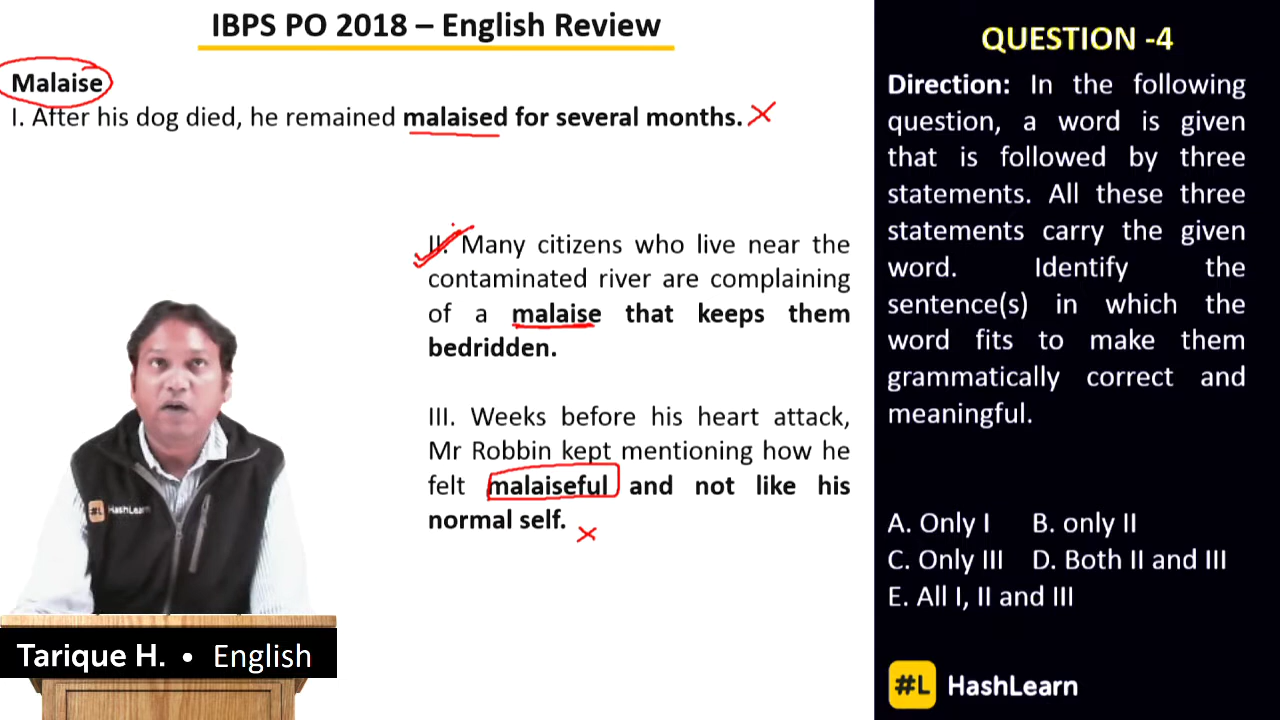 IBPS PO 2018 – English Review
Malaise
I. After his dog died, he remained malaised for several months.
II. Many citizens who live near the
contaminated river are complaining
of a malaise that keeps them
bedridden.
III. Weeks before his heart attack,
Mr Robbin kept mentioning how he
felt malaiseful and not like his
normal self.
#L HashLearn
Tarique H. • English
QUESTION -4
Direction: In the following
question, a word is given
that is followed by three
statements. All these three
statements carry the given
word. Identify the
sentence(s) in which the
word fits to make them
grammatically correct and
meaningful.
A. Only I B. only II
C. Only III D. Both II and III
E. All I, II and III
#L HashLearn